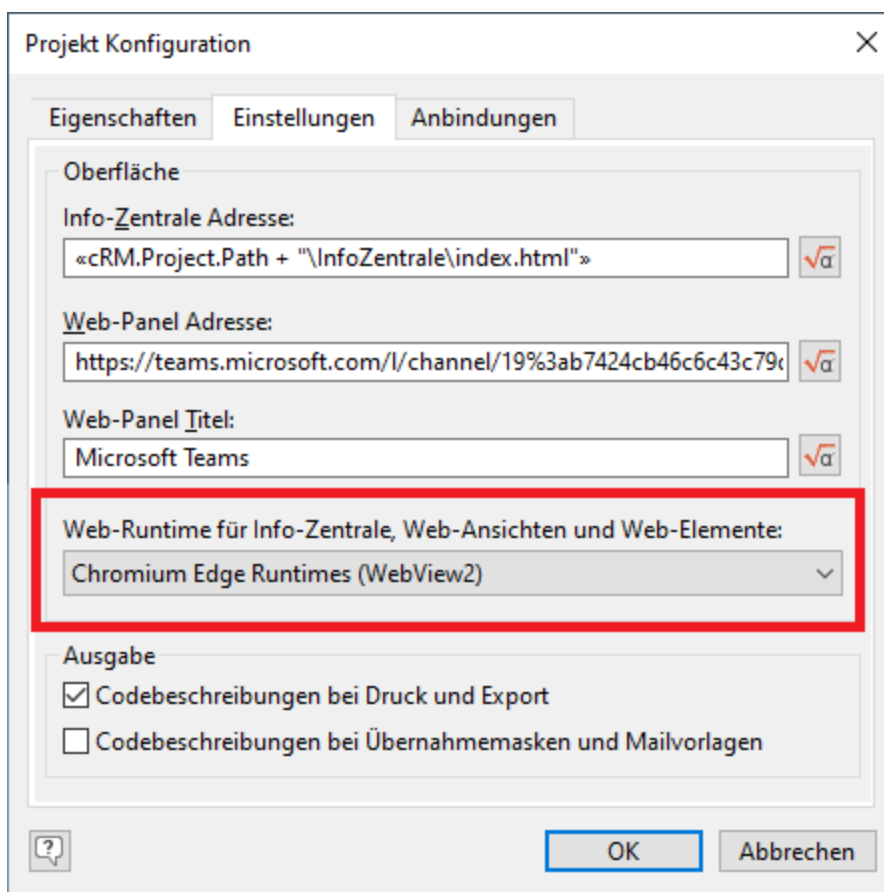 Projekt Konfiguration
Eigenschaften Einstellungen Anbindungen
Oberfläche
Info-Zentrale Adresse:
«cRM.Project.Path + "\InfoZentrale\index.html"»
√α
Web-Panel Adresse:
https://teams.microsoft.com/l/channel/19%3ab7424cb46c6c43c79
√α
Web-Panel Titel:
Microsoft Teams
√α
Web-Runtime für Info-Zentrale, Web-Ansichten und Web-Elemente:
Chromium Edge Runtimes (WebView2)
Ausgabe
Codebeschreibungen bei Druck und Export
Codebeschreibungen bei Übernahmemasken und Mailvorlagen
?
OK Abbrechen